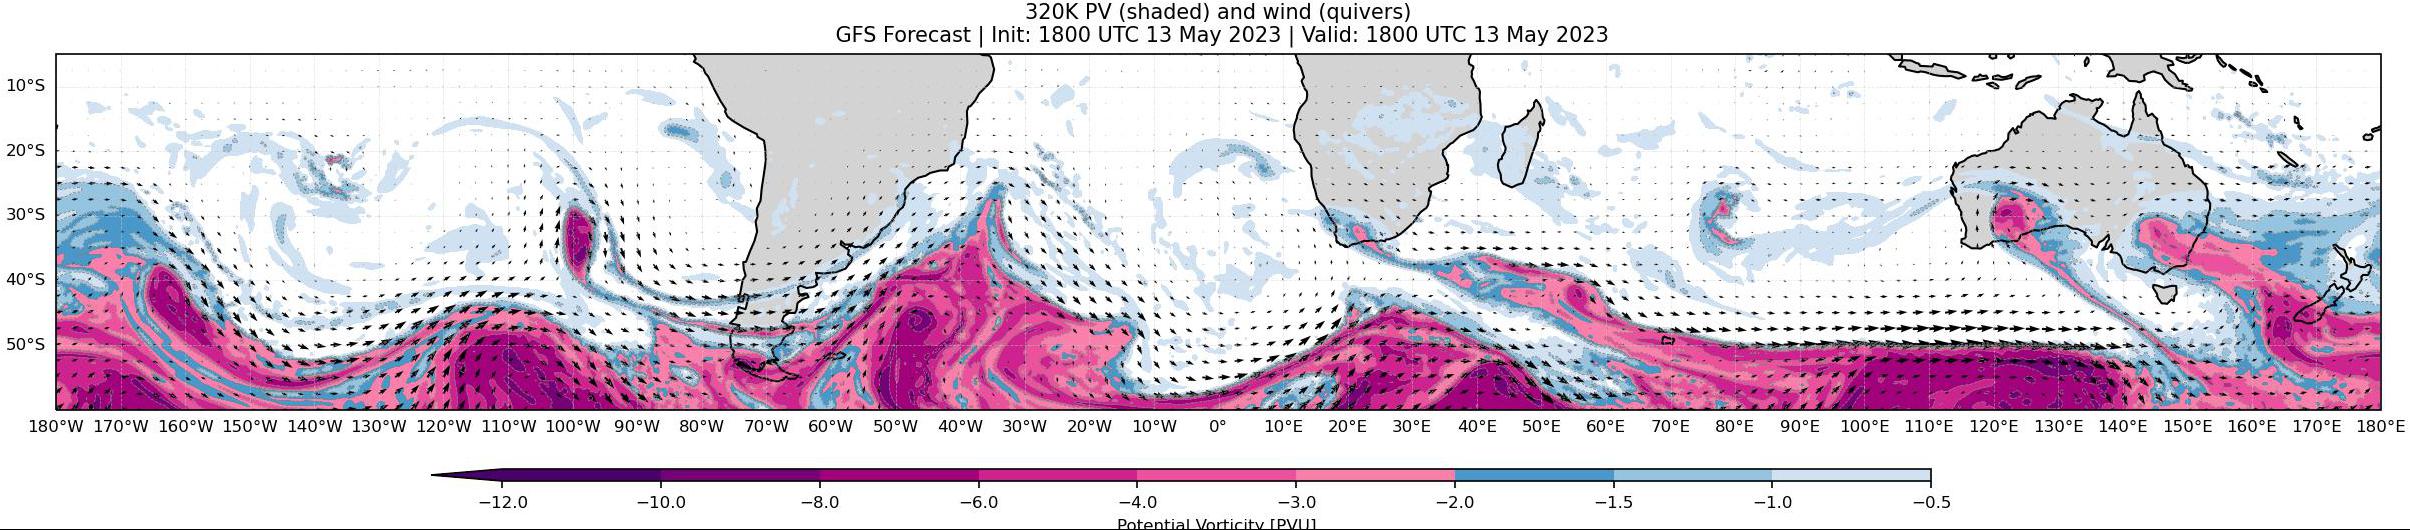 320K PV (shaded) and wind (quivers)
GFS Forecast | Init: 1800 UTC 13 May 2023 | Valid: 1800 UTC 13 May 2023
10°S
20°S
30°S
40°S
50°S
180°W 170°W 160°W 150°W 140°W 130°W 120°W 110°W 100°W 90°W 80°W 70°W 60°W 50°W 40°W 30°W 20°W 10°W 0° 10°E 20°E 30°E 40°E 50°E 60°E 70°E 80°E 90°E 100°E 110°E 120°E 130°E 140°E 150°E 160°E 170°E 180°E
−12.0 −10.0 −8.0 −6.0 −4.0 −3.0 −2.0 −1.5 −1.0 −0.5
Potential Vorticity [PVU]